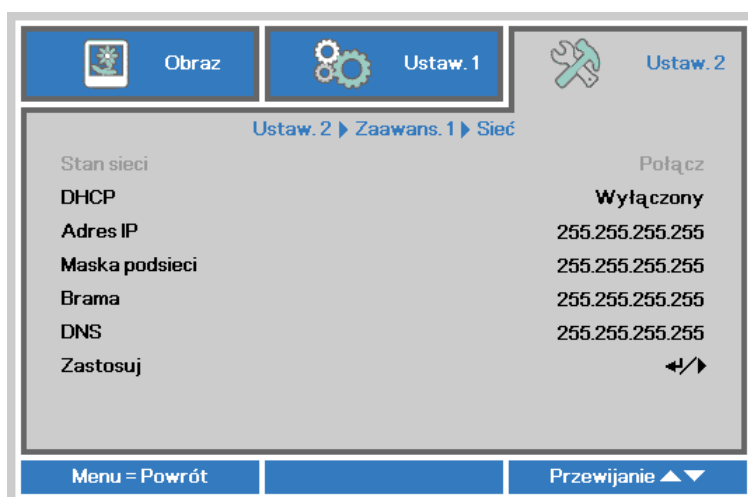 Obraz Ustaw. 1 Ustaw. 2
Ustaw. 2 ▶ Zaawans. 1 ▶ Sieć
Stan sieci Połącz
DHCP Wyłączony
Adres IP 255.255.255.255
Maska podsieci 255.255.255.255
Brama 255.255.255.255
DNS 255.255.255.255
Zastosuj ↵/▶
Menu = Powrót Przewijanie ▲▼